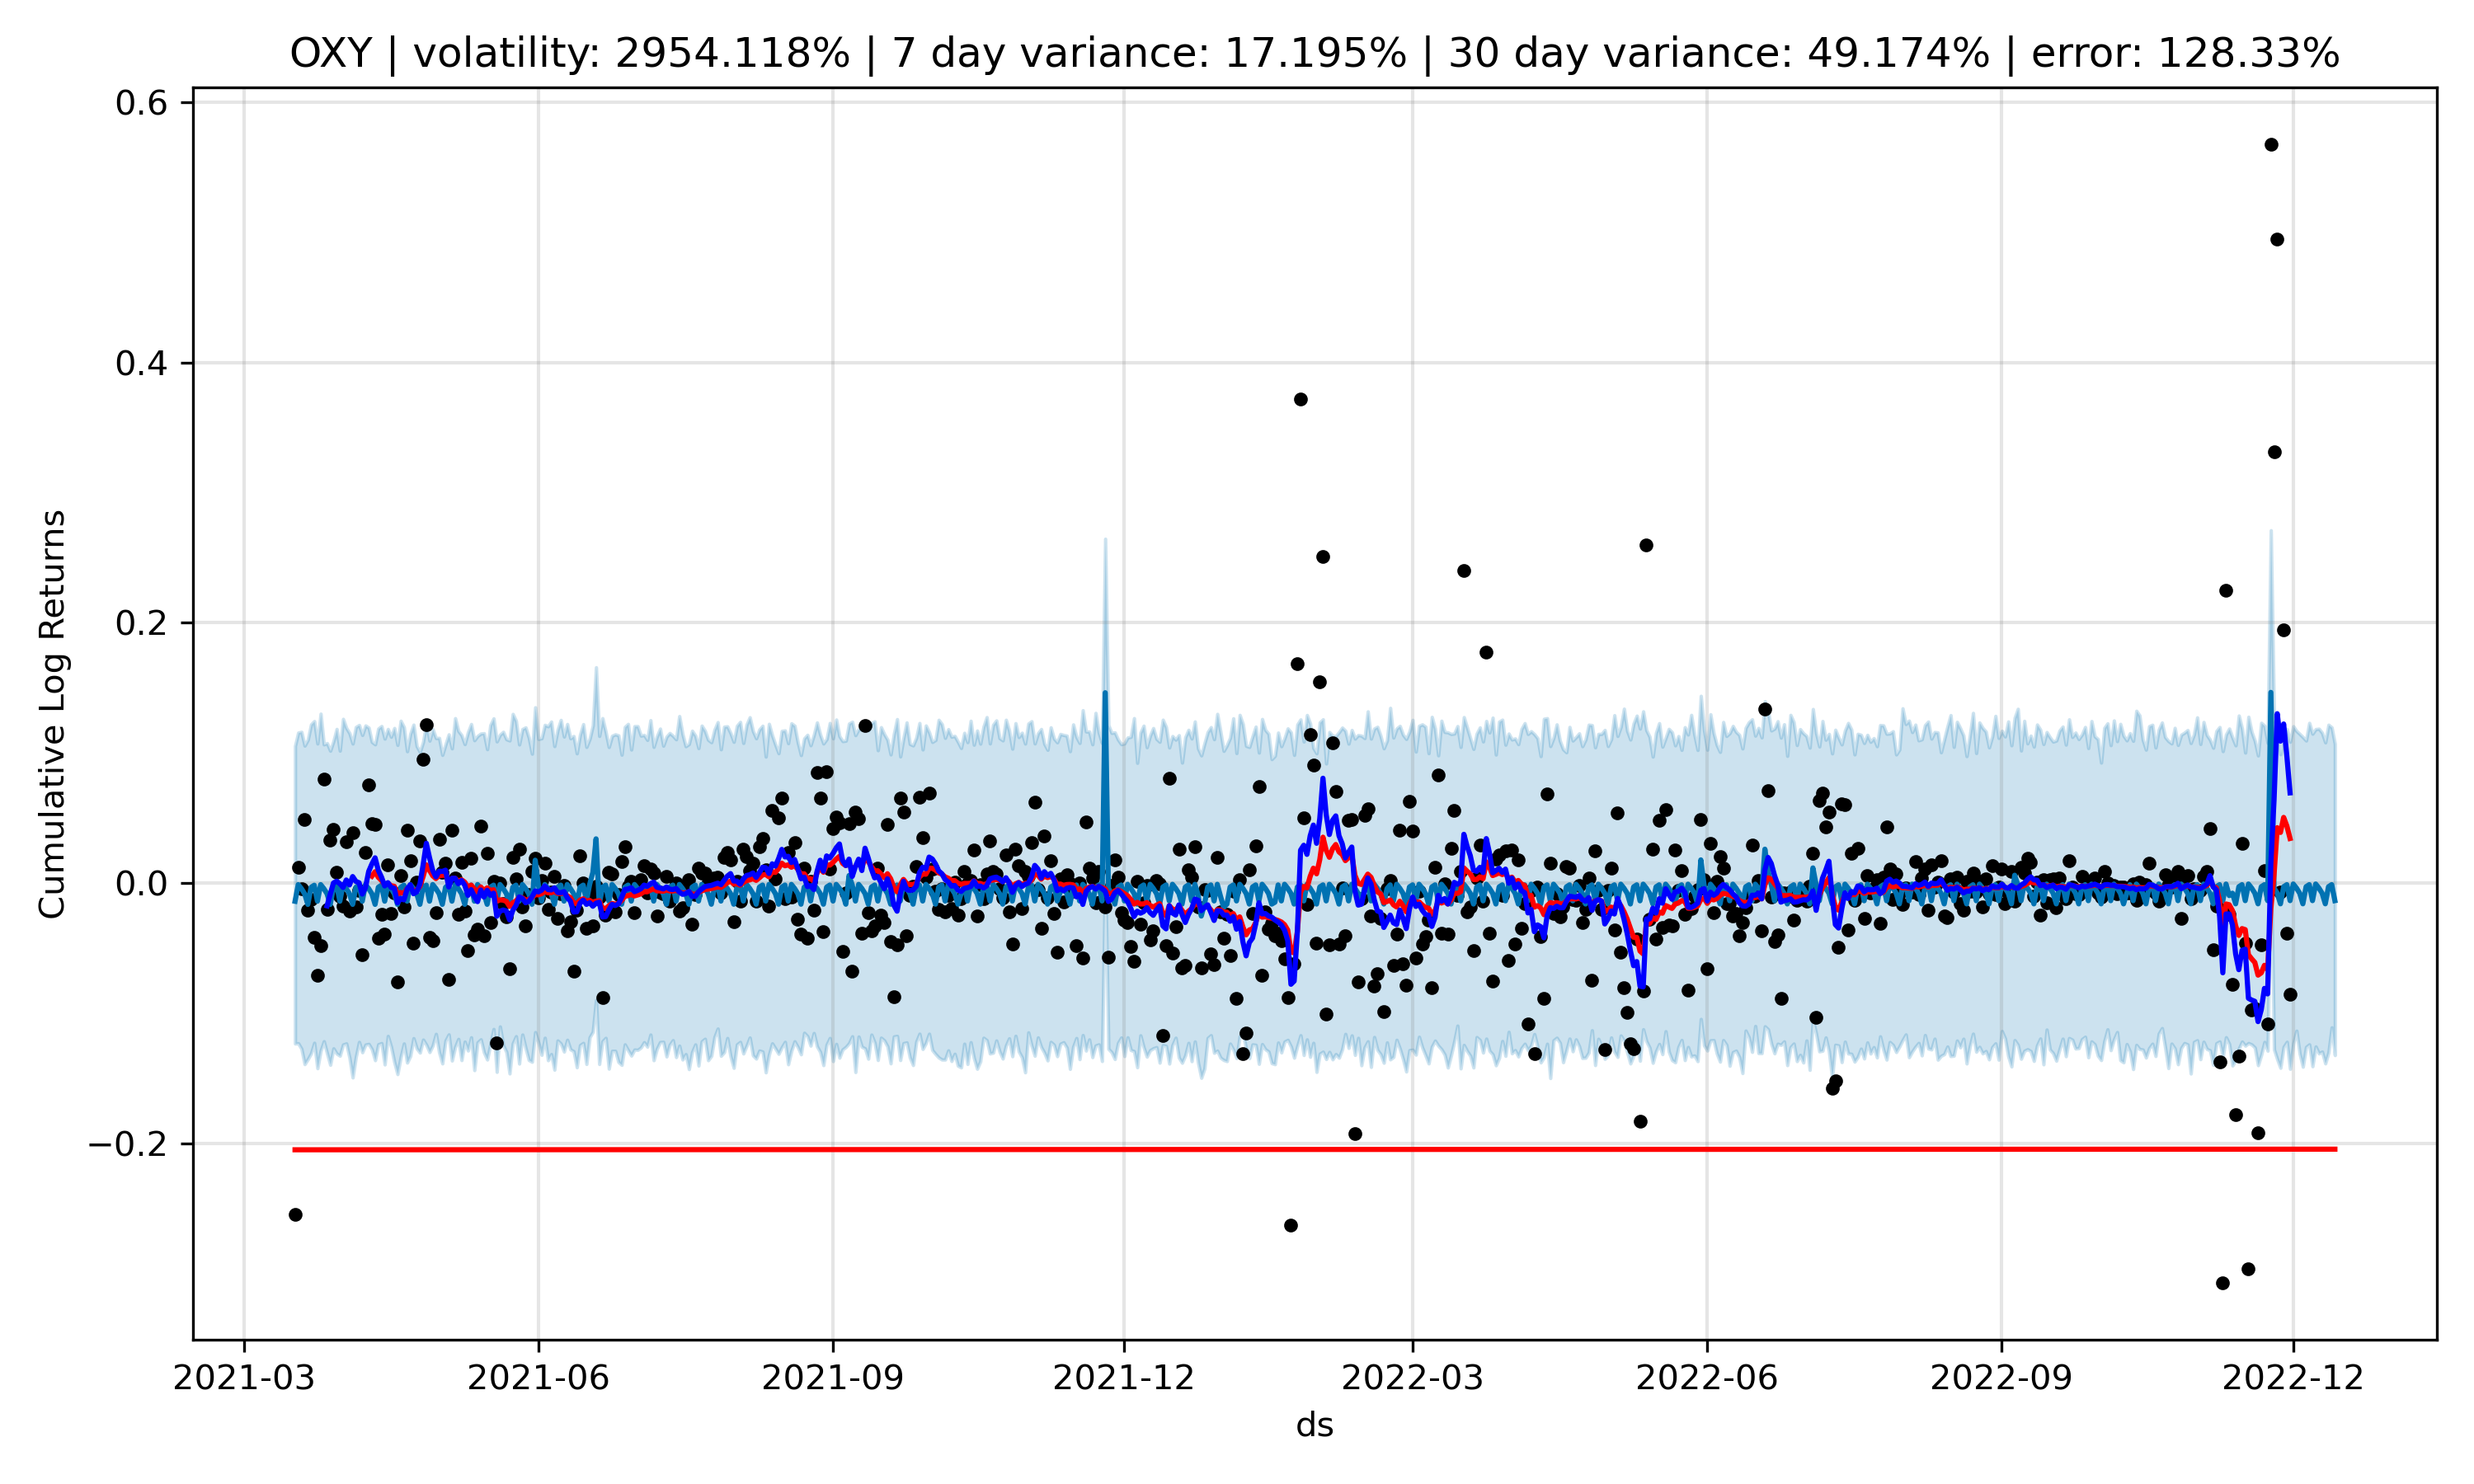 OXY | volatility: 2954.118% | 7 day variance: 17.195% | 30 day variance: 49.174% | error: 128.33%
0.6
0.4
0.2
0.0
−0.2
Cumulative Log Returns
2021-03 2021-06 2021-09 2021-12 2022-03 2022-06 2022-09 2022-12
ds